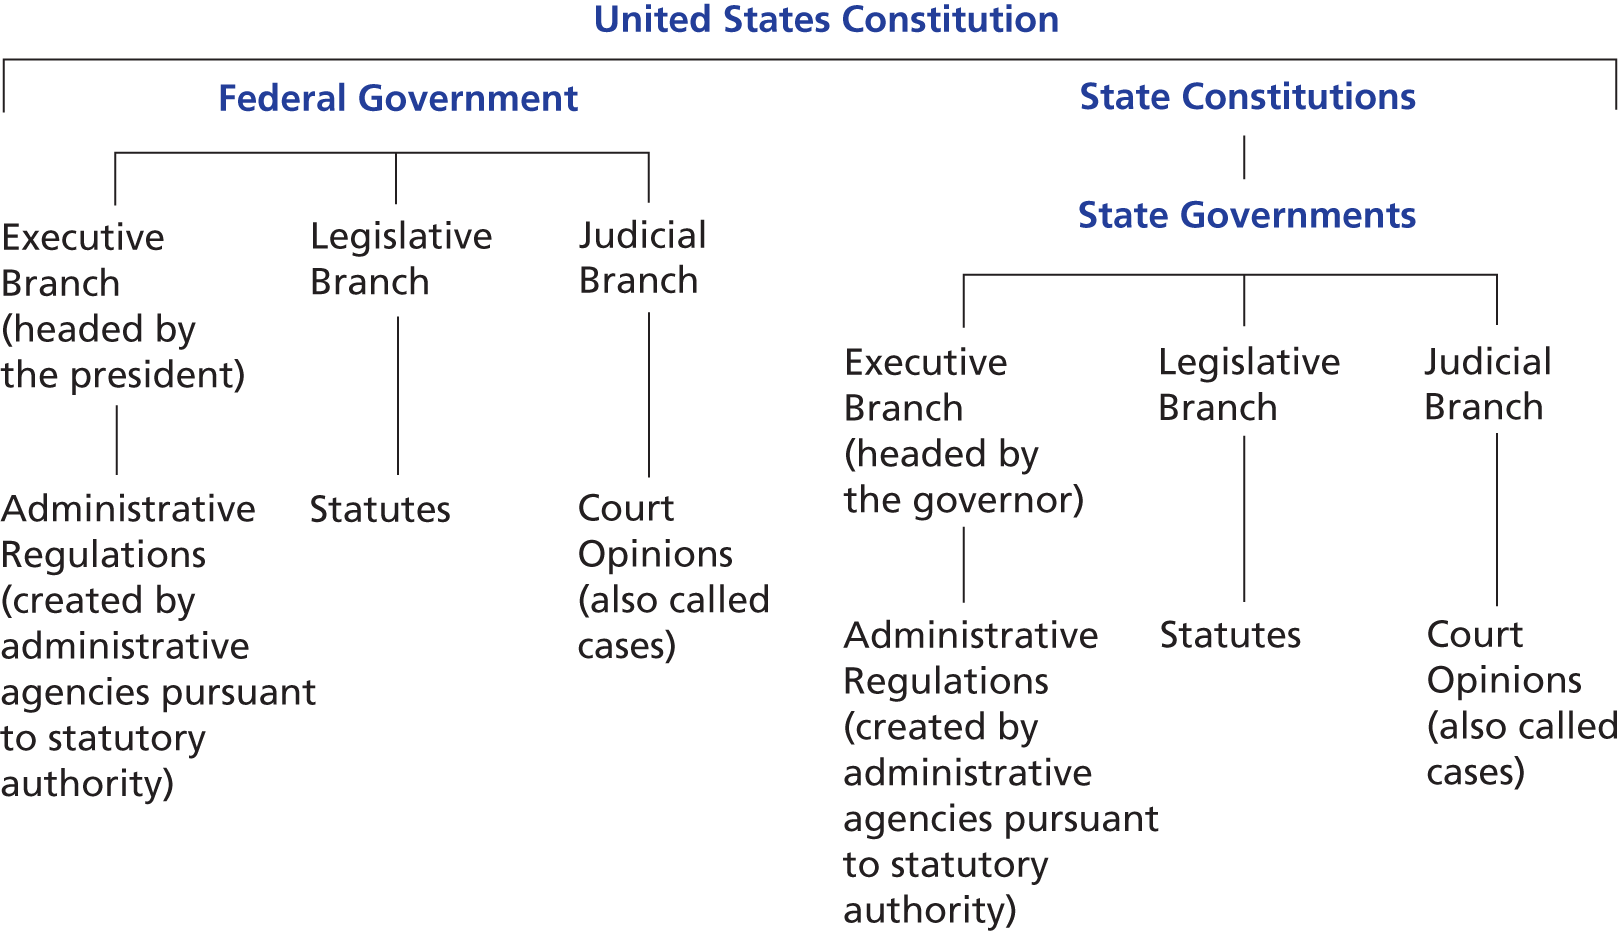 United States Constitution
Federal Government
Executive
Branch
(headed by
the president)
Administrative
Regulations
(created by
administrative
agencies pursuant
to statutory
authority)
Legislative
Branch
Statutes
Judicial
Branch
Court
Opinions
(also called
cases)
State Constitutions
State Governments
Executive
Branch
(headed by
the governor)
Administrative
Regulations
(created by
administrative
agencies pursuant
to statutory
authority)
Legislative
Branch
Statutes
Judicial
Branch
Court
Opinions
(also called
cases)